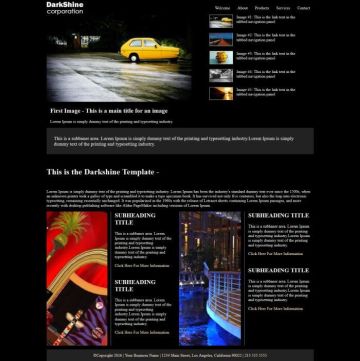 DarkShine
corporation
Welcome About Products Services Contact
Image #1 This is the link text in the
tabbed navigation panel
Image #2 This is the link text in the
tabbed navigation panel
Image #3 This is the link text in the
tabbed navigation panel
Image #4 This is the link text in the
tabbed navigation panel
Image #5 This is the link text in the
tabbed navigation panel
First Image - This is a main title for an image
Lorem Ipsum is simply dummy text of the printing and typesetting industry.
This is a subbaner area. Lorem Ipsum is simply dummy text of the printing and typesetting industry.Lorem Ipsum is simply
dummy text of the printing and typesetting industry.
This is the Darkshine Template -
Lorem Ipsum is simply dummy text of the printing and typesetting industry. Lorem Ipsum has been the industry's standard dummy text ever since the 1500s, when
an unknown printer took a galley of type and scrambled it to make a type specimen book. It has survived not only five centuries, but also the leap into electronic
typesetting, remaining essentially unchanged. It was popularised in the 1960s with the release of Letraset sheets containing Lorem Ipsum passages, and more
recently with desktop publishing software like Aldus PageMaker including versions of Lorem Ipsum.
SUBHEADING
TITLE
This is a subbaner area. Lorem
Ipsum is simply dummy text of the
printing and typesetting
industry.Lorem Ipsum is simply
dummy text of the printing and
typesetting industry.
Click Here For More Information
SUBHEADING
TITLE
This is a subbaner area. Lorem
Ipsum is simply dummy text of the
printing and typesetting
industry.Lorem Ipsum is simply
dummy text of the printing and
typesetting industry.
Click Here For More Information
SUBHEADING TITLE
This is a subbaner area. Lorem Ipsum
is simply dummy text of the printing
and typesetting industry.Lorem Ipsum
is simply dummy text of the printing
and typesetting industry.
Click Here For More Information
SUBHEADING TITLE
This is a subbaner area. Lorem Ipsum
is simply dummy text of the printing
and typesetting industry.Lorem Ipsum
is simply dummy text of the printing
and typesetting industry.
Click Here For More Information
©Copyright 2026 | Your Business Name | 1234 Main Street, Los Angeles, California 90022 | 213 555 5555